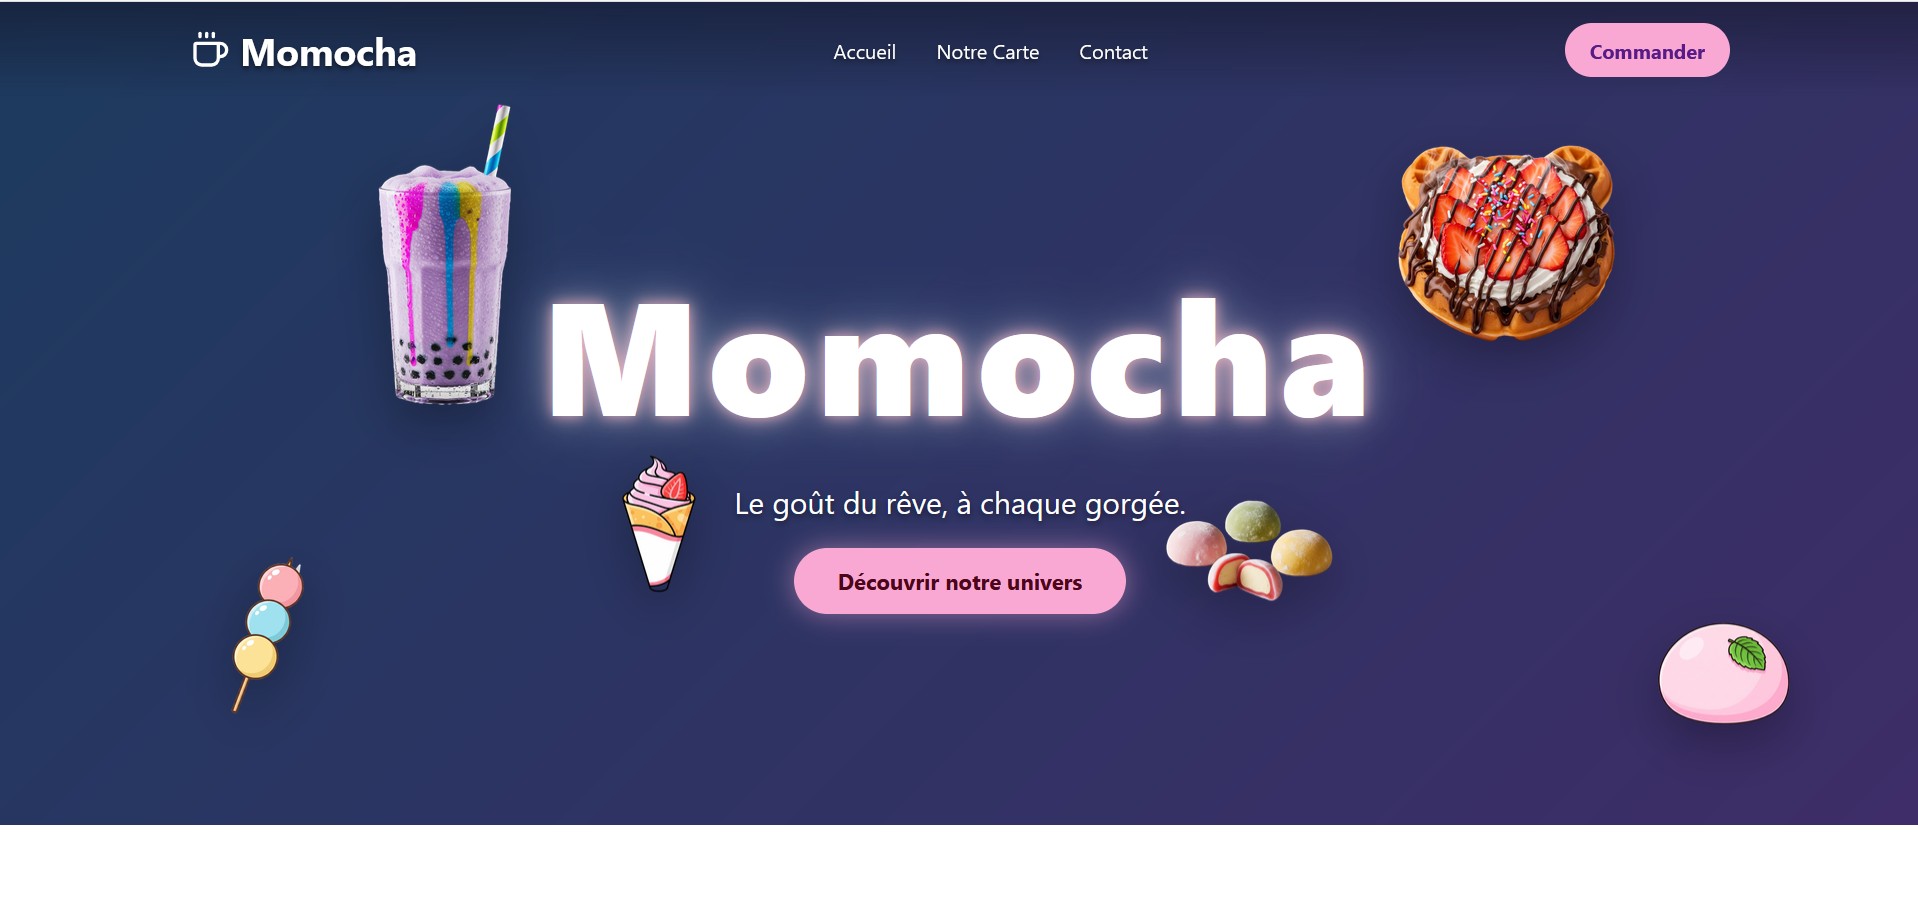 Momocha
Accueil
Notre Carte
Contact
Commander
Momocha
Le goût du rêve, à chaque gorgée.
Découvrir notre univers